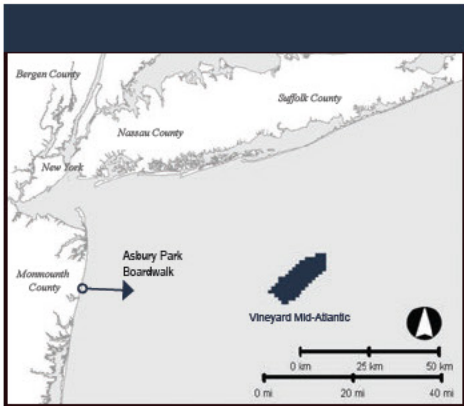 Bergen County
Suffolk County
Nassau County
New York
Asbury Park
Boardwalk
Monmounth
County
Vineyard Mid-Atlantic
0 km 25 km 50 km
0 mi 20 mi 40 mi